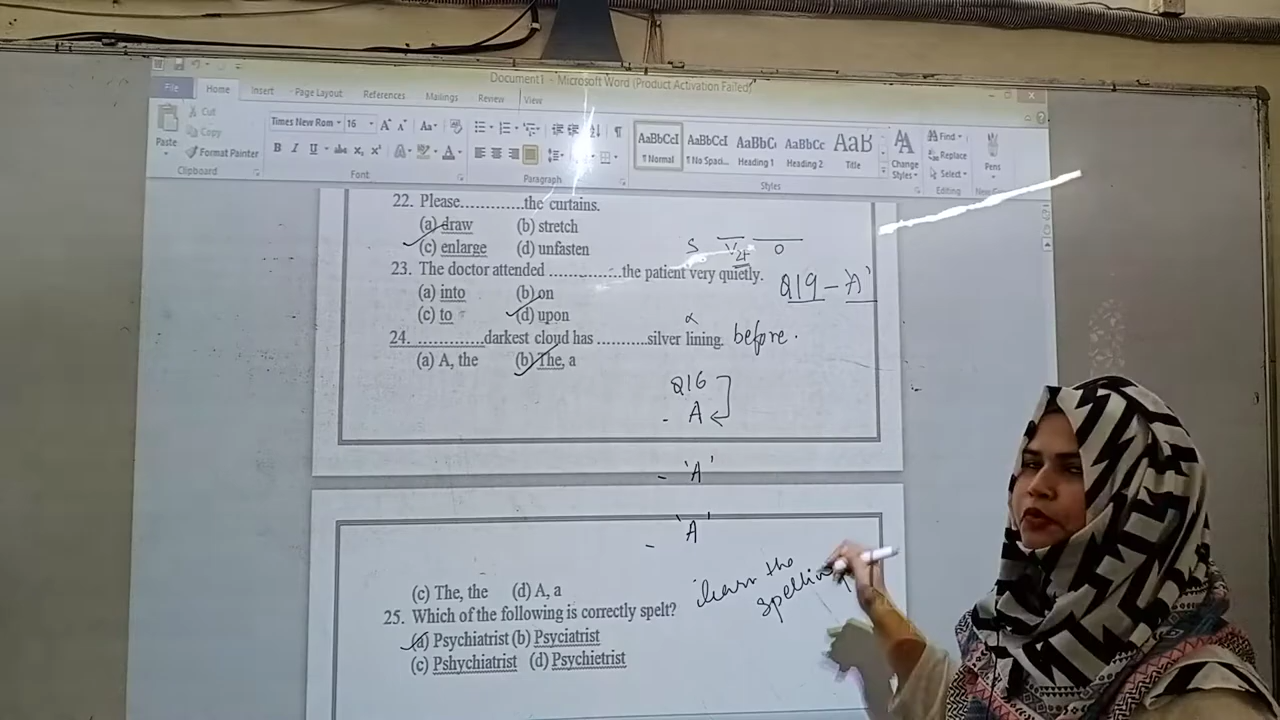 Document1 - Microsoft Word (Product Activation Failed)
File Home Insert Page Layout References Mailings Review View
Paste Cut Copy Format Painter
Clipboard
Times New Rom 16
Font
Paragraph
AaBbCcI AaBbCcI AaBbC AaBbCc AaB
¶ Normal ¶ No Spaci... Heading 1 Heading 2 Title Change Styles
Styles
Find Replace Select
Editing
Pens
22. Please............the curtains.
(a) draw (b) stretch
(c) enlarge (d) unfasten
S V O
23. The doctor attended ...............the patient very quietly.
Q19 - 'A'
(a) into (b) on
(c) to (d) upon
24. .............darkest cloud has ..........silver lining. before.
(a) A, the (b) The, a
Q16
- A
- 'A'
- 'A'
(c) The, the (d) A, a
learn the
25. Which of the following is correctly spelt?
(a) Psychiatrist (b) Psyciatrist
(c) Pshychiatrist (d) Psychietrist